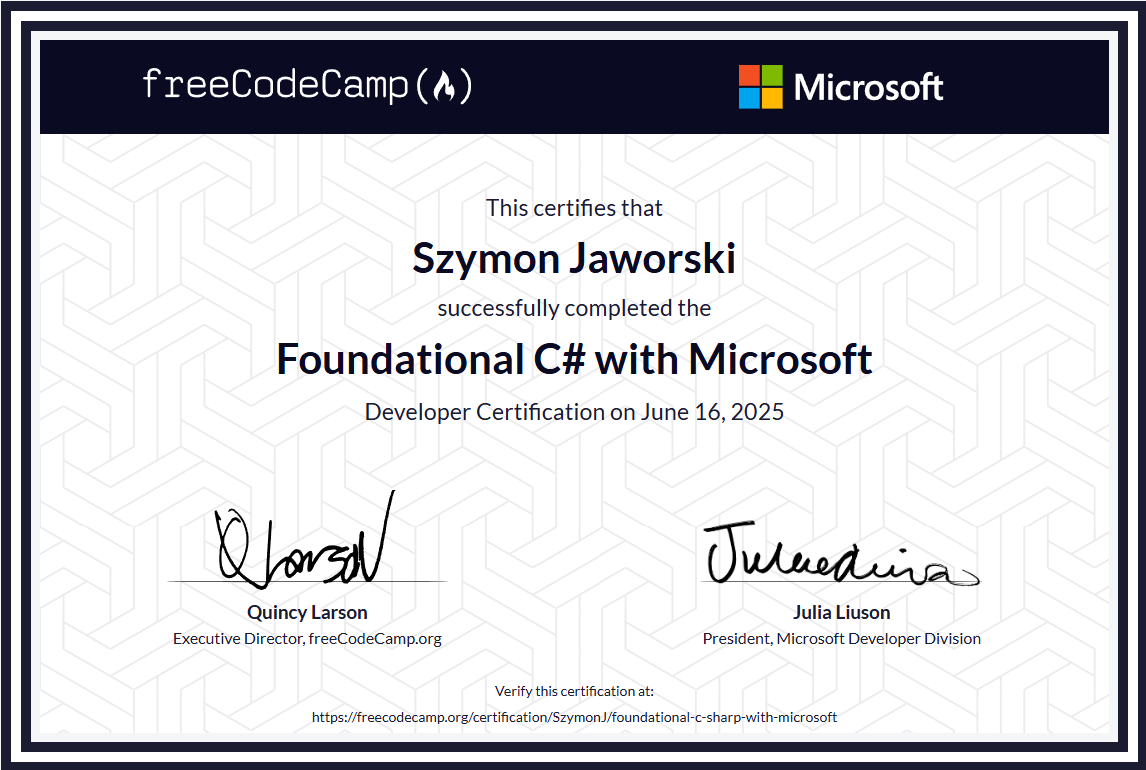 freeCodeCamp
Microsoft
This certifies that
Szymon Jaworski
successfully completed the
Foundational C# with Microsoft
Developer Certification on June 16, 2025
Quincy Larson
Executive Director, freeCodeCamp.org
Julia Liuson
President, Microsoft Developer Division
Verify this certification at:
https://freecodecamp.org/certification/SzymonJ/foundational-c-sharp-with-microsoft